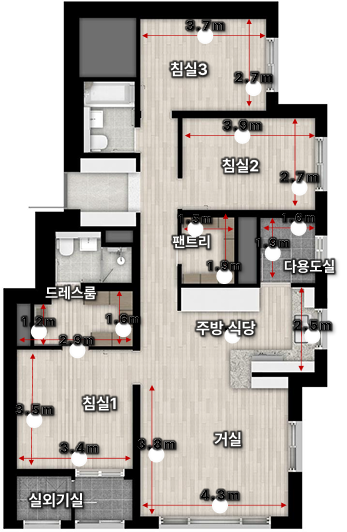 3.7m
침실3
2.7m
3.9m
침실2
2.7m
1.5m
1.6m
팬트리
1.9m
다용도실
1.5m
드레스룸
1.2m
1.6m
2.5m
주방 식당
2.9m
침실1
3.5m
3.3m
거실
3.4m
4.3m
실외기실